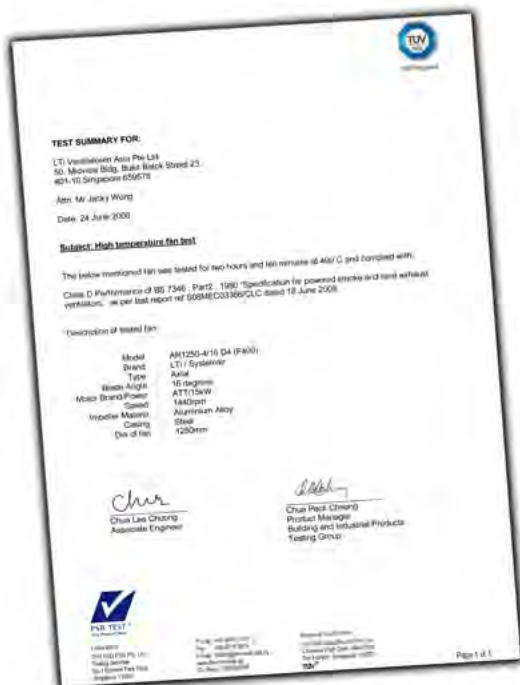 TÜV
TEST SUMMARY FOR:
LTi Ventilatoren Asia Pte Ltd
50, Midview Bldg, Bukit Batok Street 23,
#01-10 Singapore 659578
Attn: Mr Jacky Wong
Date: 24 June 2008
Subject: High temperature fan test
The below mentioned fan was tested for two hours and ten minutes at 400°C and complied with:
Class D Performance of BS 7346 : Part2 : 1990 "Specification for powered smoke and heat exhaust
ventilators, as per test report ref S08MEC03366/CLC dated 18 June 2008.
Description of tested fan:
Model AR1250-4/16 D4 (F400)
Brand LTi / Systemair
Type Axial
Blade Angle 16 degrees
Motor Brand/Power ATT/15kW
Speed 1440rpm
Impeller Material Aluminium Alloy
Casing Steel
Dia of fan 1250mm
Chua Lee Choong
Associate Engineer
Chua Peck Cheong
Product Manager
Building and Industrial Products
Testing Group
PSB TEST
Page 1 of 1